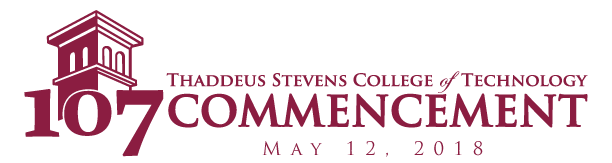 THADDEUS STEVENS COLLEGE of TECHNOLOGY
107 COMMENCEMENT
MAY 12, 2018